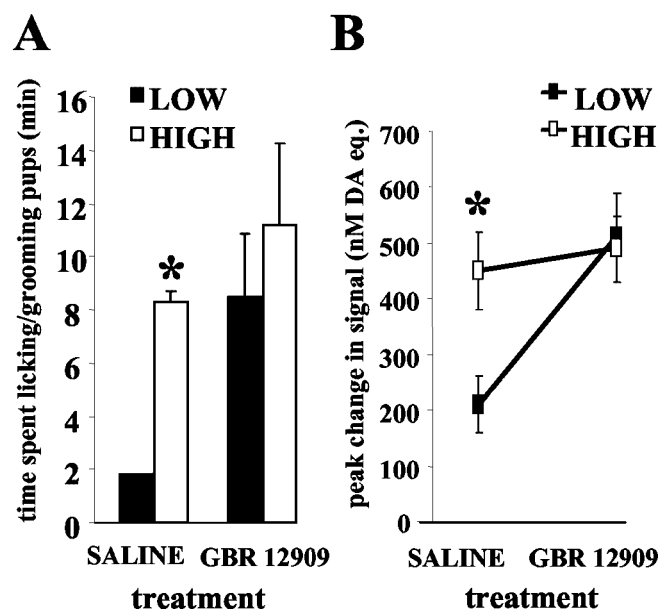 A
time spent licking/grooming pups (min)
16
14
12
10
8
6
4
2
0
LOW
HIGH
*
SALINE GBR 12909
treatment
B
peak change in signal (nM DA eq.)
700
600
500
400
300
200
100
0
LOW
HIGH
*
SALINE GBR 12909
treatment